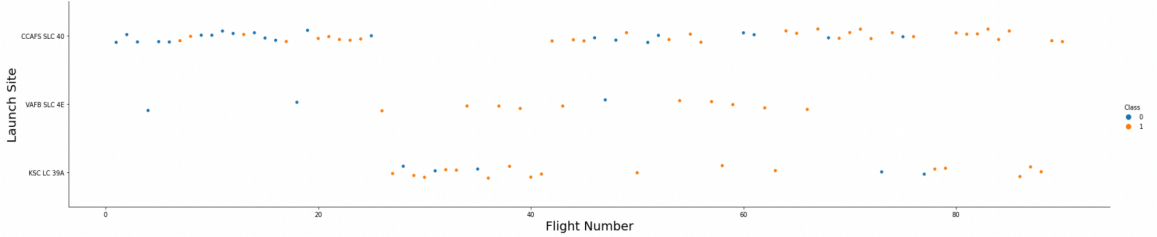 CCAFS SLC 40
VAFB SLC 4E
KSC LC 39A
Launch Site
0 20 40 60 80
Flight Number
Class
0
1